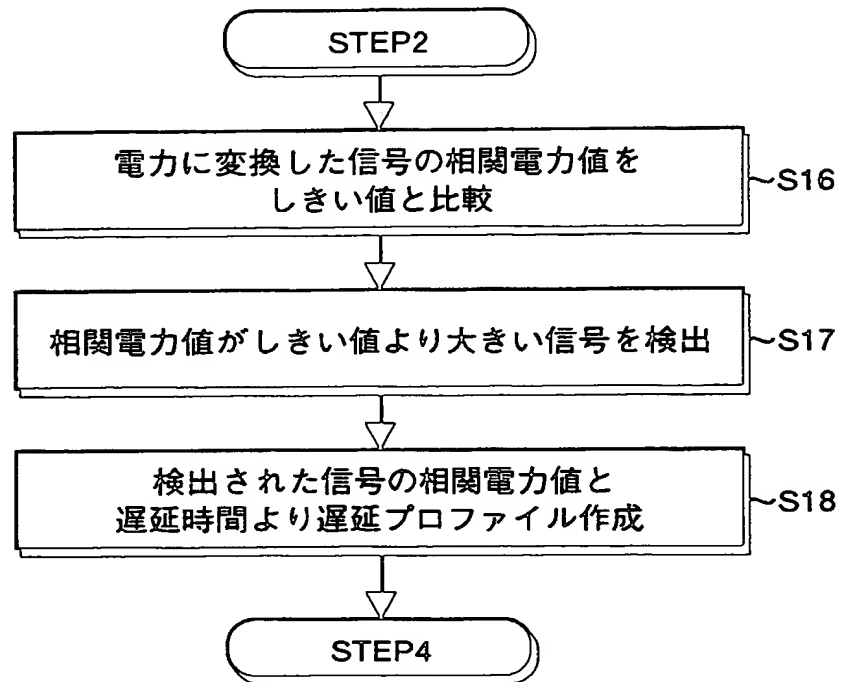 STEP2
電力に変換した信号の相関電力値を
しきい値と比較
~S16
相関電力値がしきい値より大きい信号を検出
~S17
検出された信号の相関電力値と
遅延時間より遅延プロファイル作成
~S18
STEP4